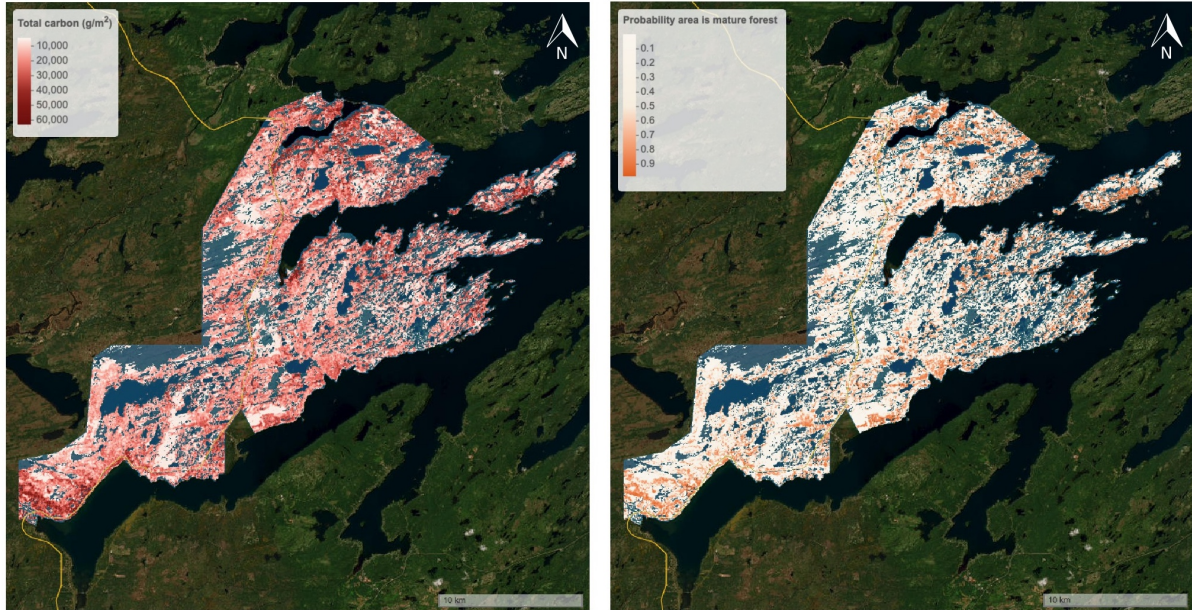 Total carbon (g/m²)
10,000
20,000
30,000
40,000
50,000
60,000
N
10 km
Probability area is mature forest
0.1
0.2
0.3
0.4
0.5
0.6
0.7
0.8
0.9
N
10 km